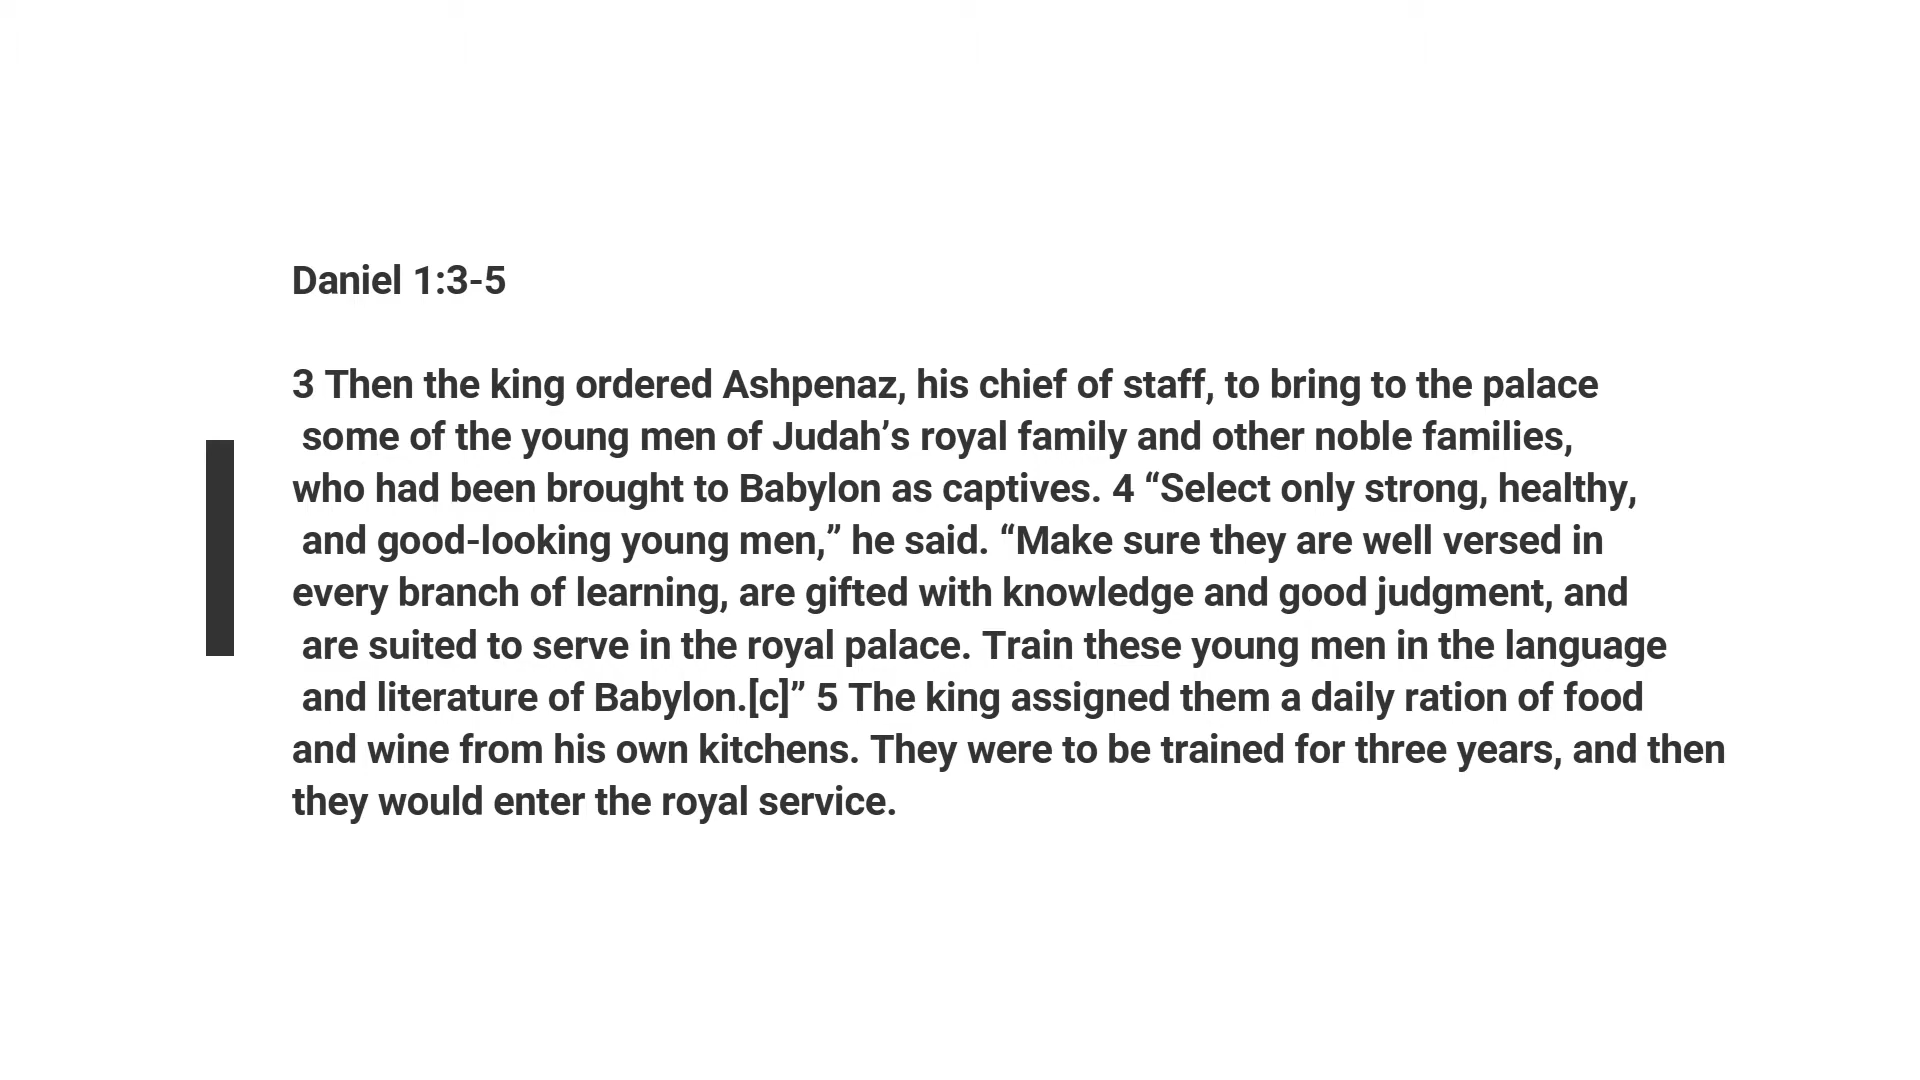 Daniel 1:3-5
3 Then the king ordered Ashpenaz, his chief of staff, to bring to the palace
some of the young men of Judah’s royal family and other noble families,
who had been brought to Babylon as captives. 4 “Select only strong, healthy,
and good-looking young men,” he said. “Make sure they are well versed in
every branch of learning, are gifted with knowledge and good judgment, and
are suited to serve in the royal palace. Train these young men in the language
and literature of Babylon.[c]” 5 The king assigned them a daily ration of food
and wine from his own kitchens. They were to be trained for three years, and then
they would enter the royal service.